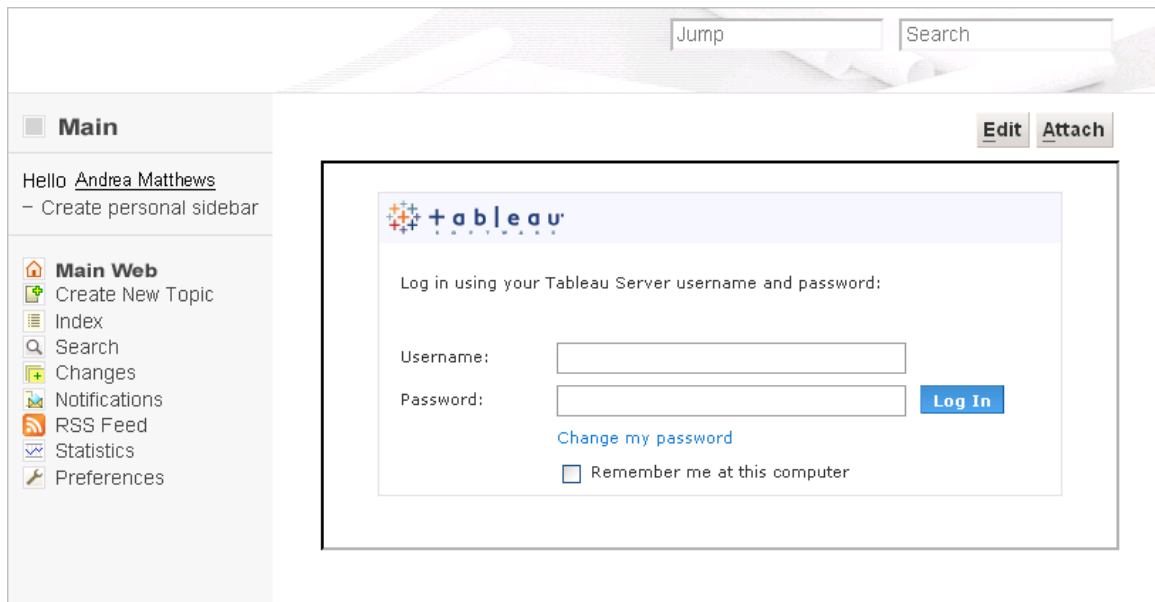 Jump
Search
Main
Edit
Attach
Hello Andrea Matthews
– Create personal sidebar
Main Web
Create New Topic
Index
Search
Changes
Notifications
RSS Feed
Statistics
Preferences
tableau
SOFTWARE
Log in using your Tableau Server username and password:
Username:
Password:
Log In
Change my password
Remember me at this computer